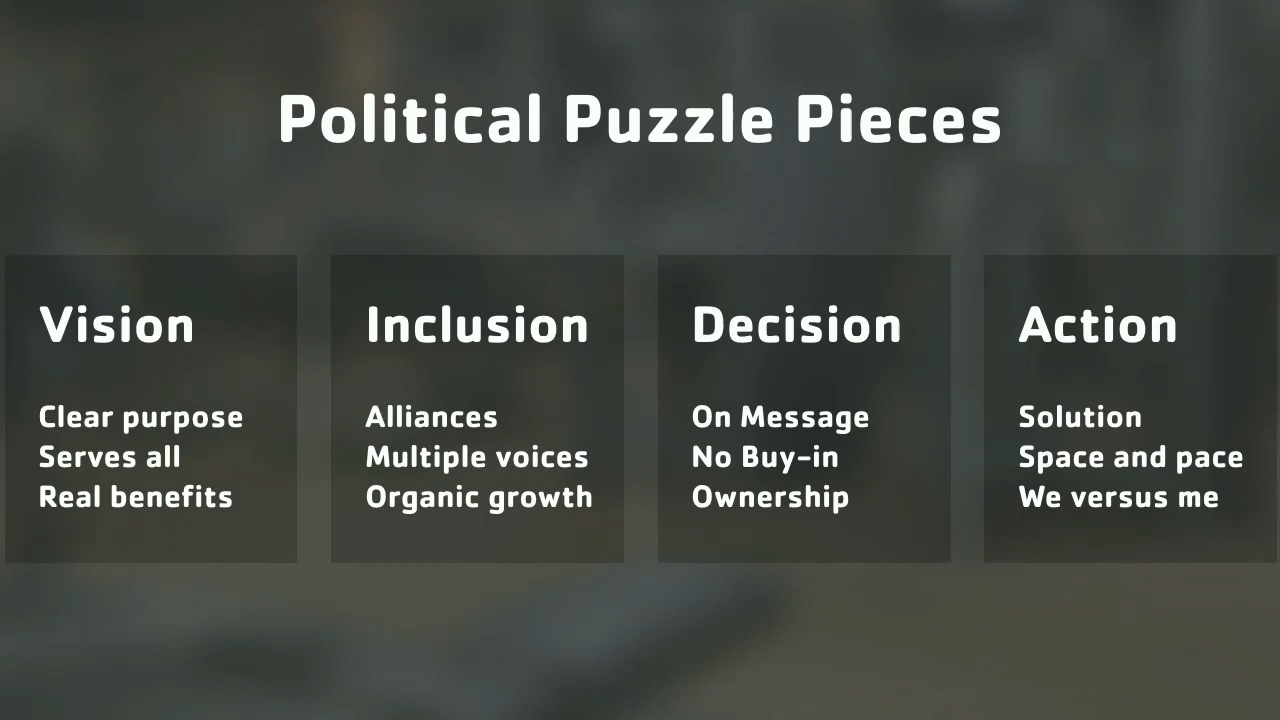 Political Puzzle Pieces
Vision
Clear purpose
Serves all
Real benefits
Inclusion
Alliances
Multiple voices
Organic growth
Decision
On Message
No Buy-in
Ownership
Action
Solution
Space and pace
We versus me